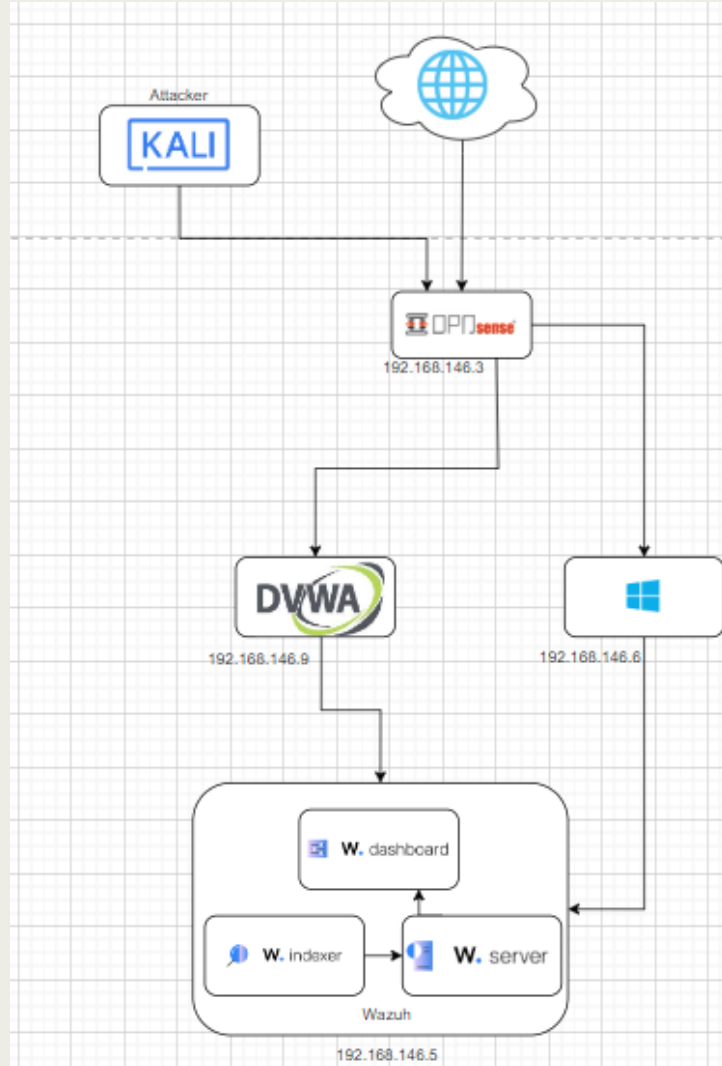 Attacker
KALI
OPNsense
192.168.146.3
DVWA
192.168.146.9
192.168.146.6
W. dashboard
W. indexer
W. server
Wazuh
192.168.146.5